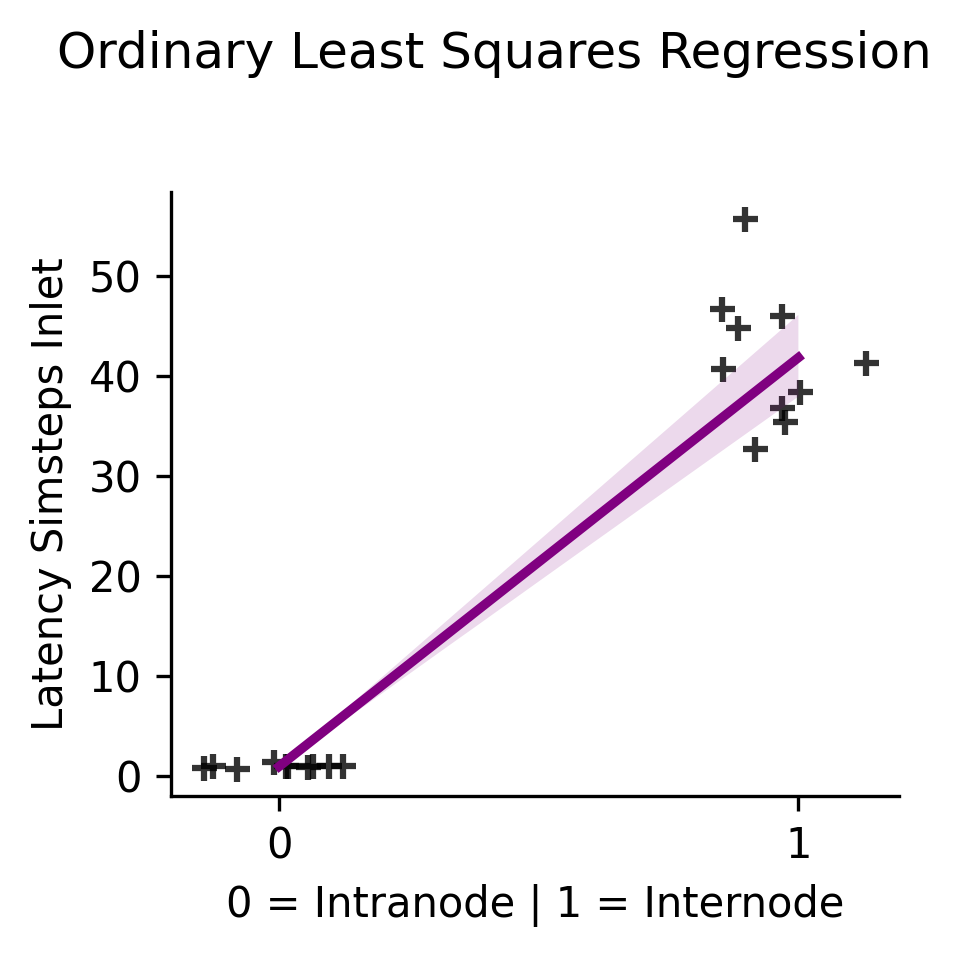 Ordinary Least Squares Regression
Latency Simsteps Inlet
50
40
30
20
10
0
0 1
0 = Intranode | 1 = Internode